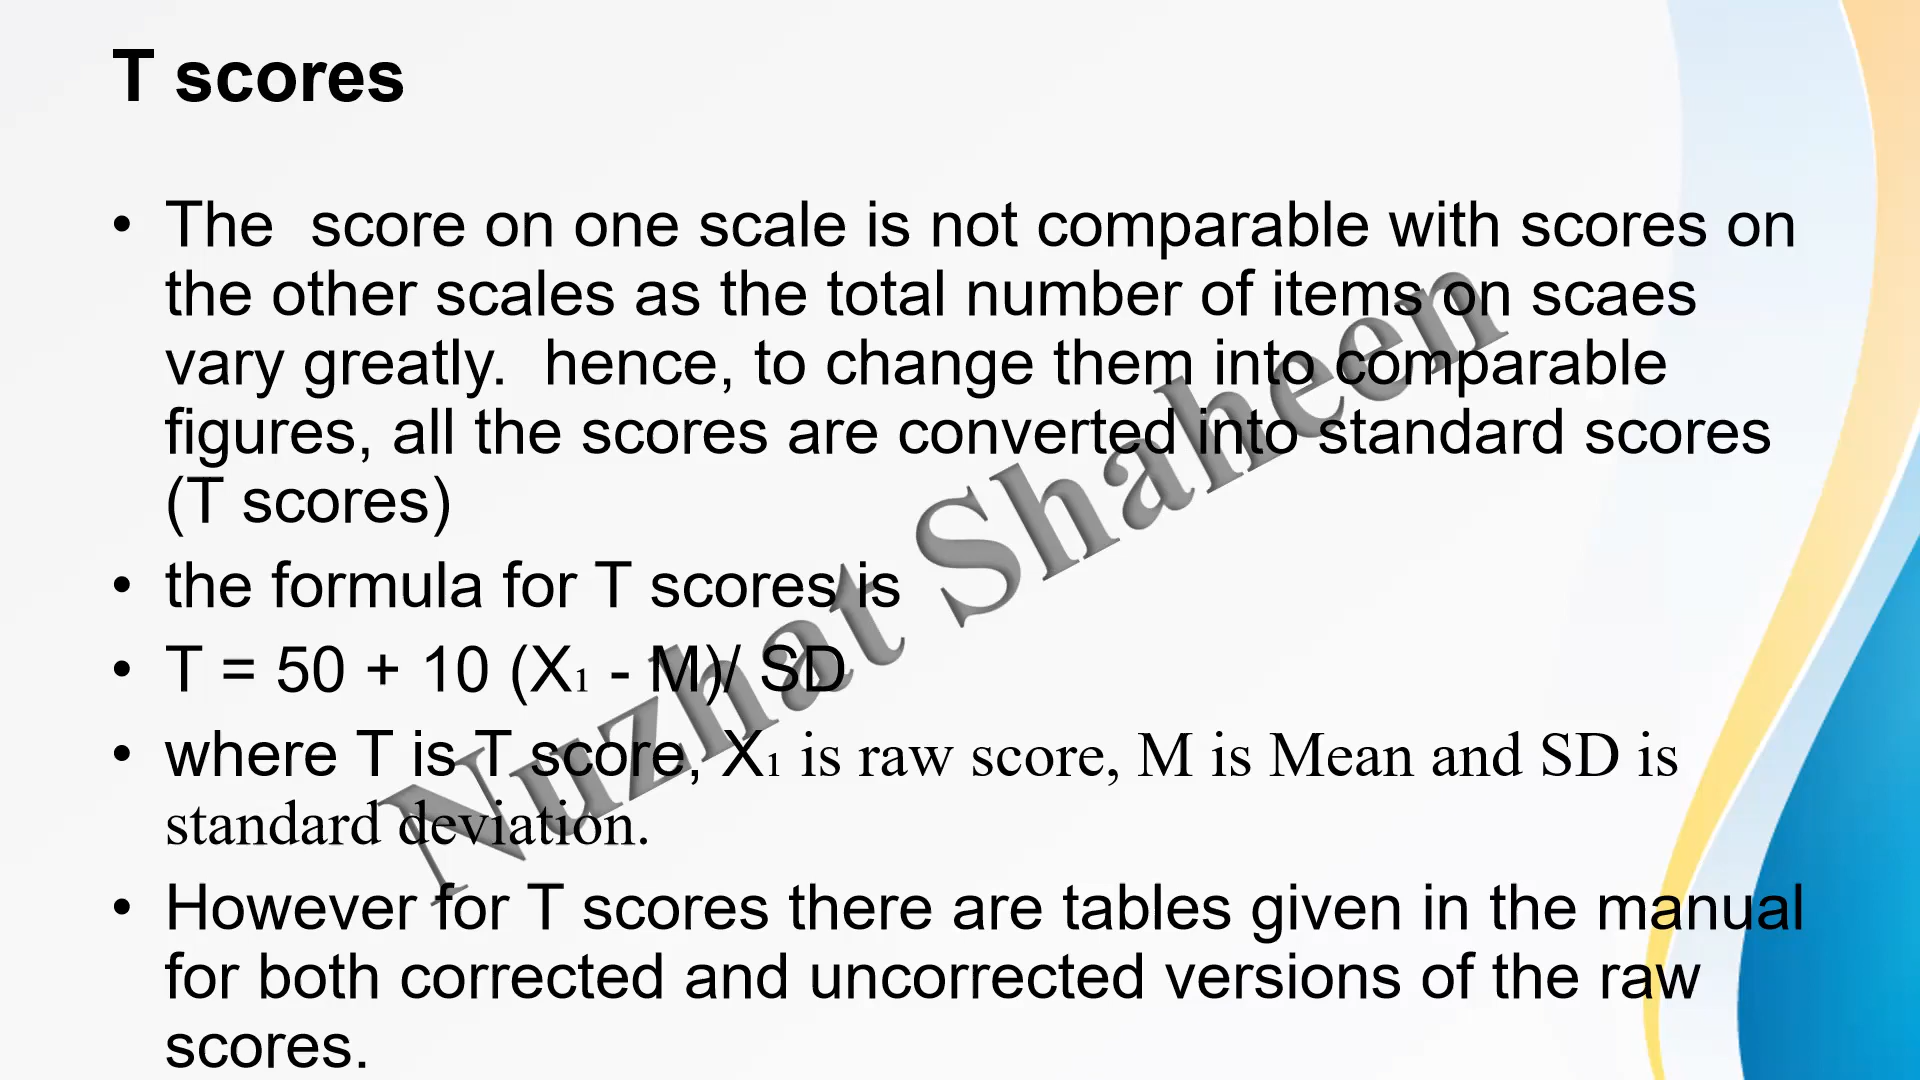 T scores
• The  score on one scale is not comparable with scores on
the other scales as the total number of items on scaes
vary greatly.  hence, to change them into comparable
figures, all the scores are converted into standard scores
(T scores)
• the formula for T scores is
• T = 50 + 10 (X₁ - M)/ SD
• where T is T score, X₁ is raw score, M is Mean and SD is
standard deviation.
• However for T scores there are tables given in the manual
for both corrected and uncorrected versions of the raw
scores.
Nuzhat Shaheen